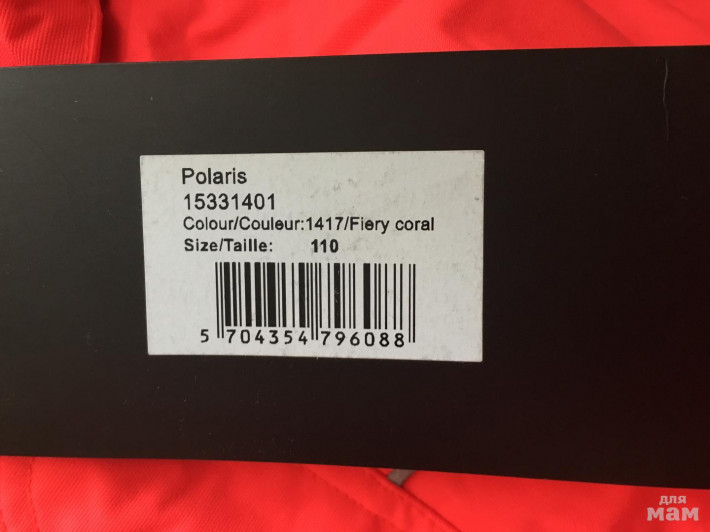 Polaris
15331401
Colour/Couleur:1417/Fiery coral
Size/Taille: 110
5 704354 796088
для
мам